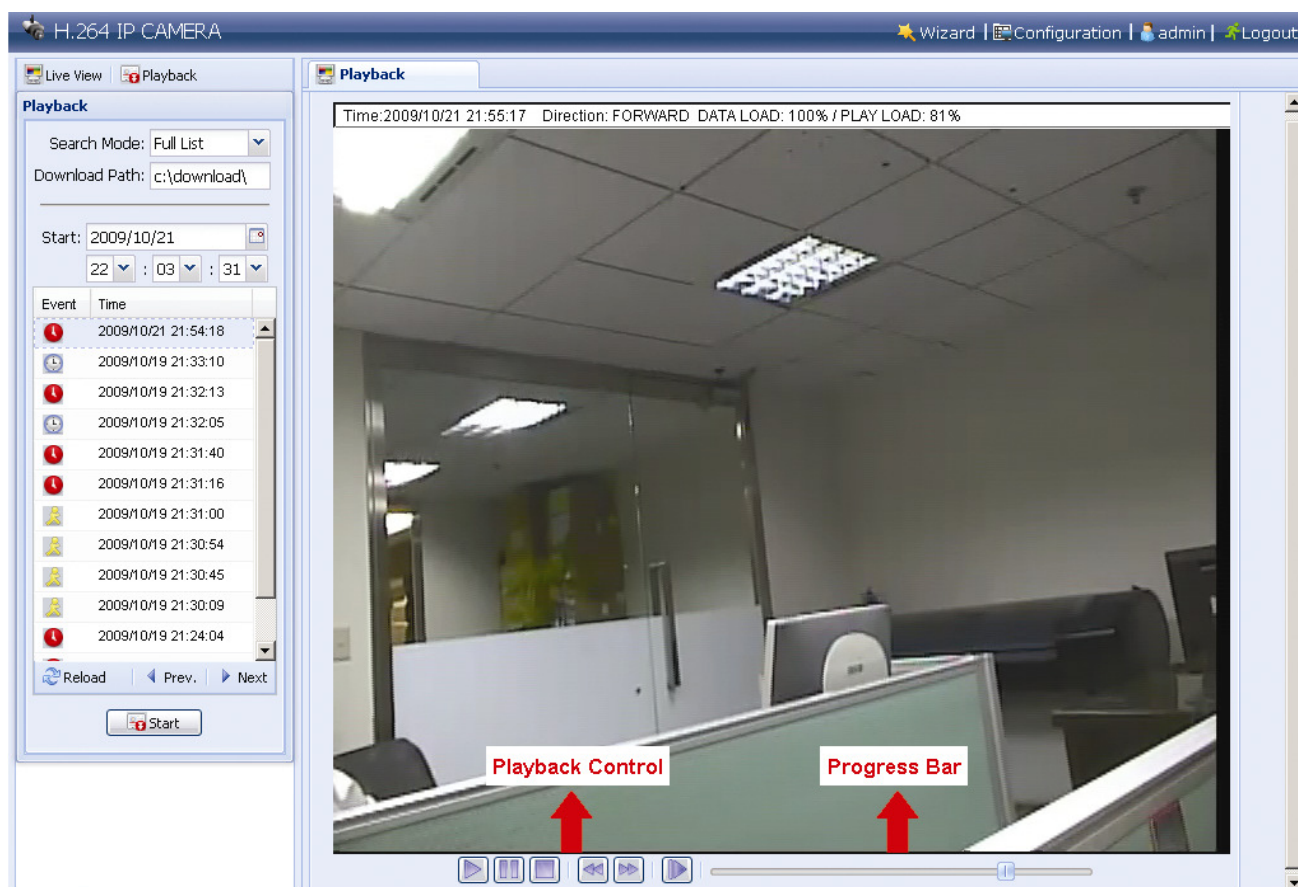 H.264 IP CAMERA
Wizard | Configuration | admin | Logout
Live View
Playback
Playback
Search Mode: Full List
Download Path: c:\download\
Start: 2009/10/21
22 : 03 : 31
Event Time
2009/10/21 21:54:18
2009/10/19 21:33:10
2009/10/19 21:32:13
2009/10/19 21:32:05
2009/10/19 21:31:40
2009/10/19 21:31:16
2009/10/19 21:31:00
2009/10/19 21:30:54
2009/10/19 21:30:45
2009/10/19 21:30:09
2009/10/19 21:24:04
Reload Prev. Next
Start
Playback
Time:2009/10/21 21:55:17 Direction: FORWARD DATA LOAD: 100% / PLAY LOAD: 81%
Playback Control
Progress Bar